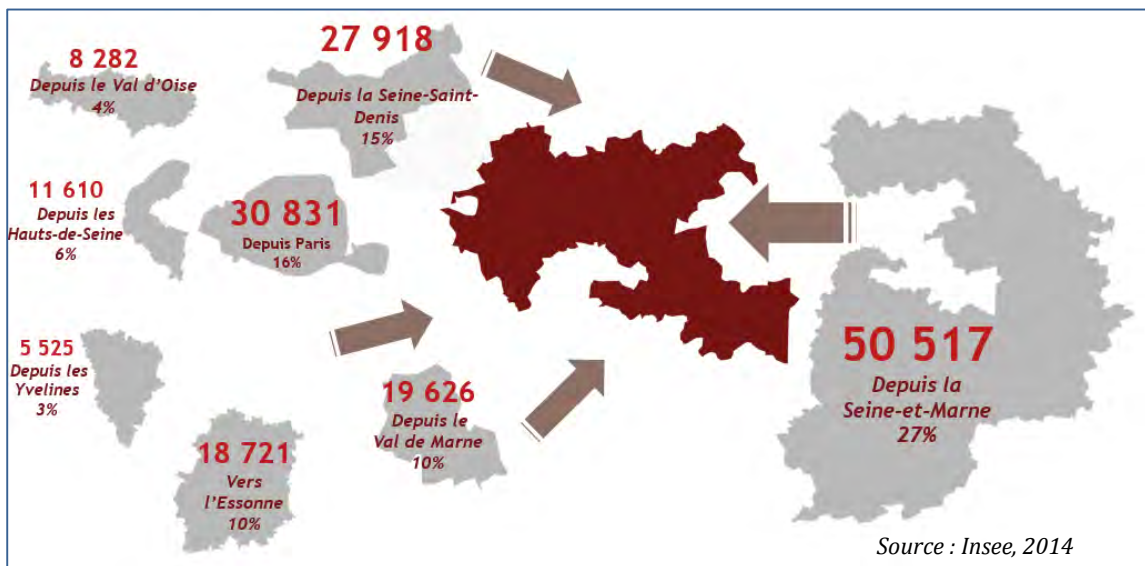 8 282
Depuis le Val d'Oise
4%
27 918
Depuis la Seine-Saint-
Denis
15%
11 610
Depuis les
Hauts-de-Seine
6%
30 831
Depuis Paris
16%
5 525
Depuis les
Yvelines
3%
19 626
Depuis le
Val de Marne
10%
18 721
Vers
l'Essonne
10%
50 517
Depuis la
Seine-et-Marne
27%
Source : Insee, 2014